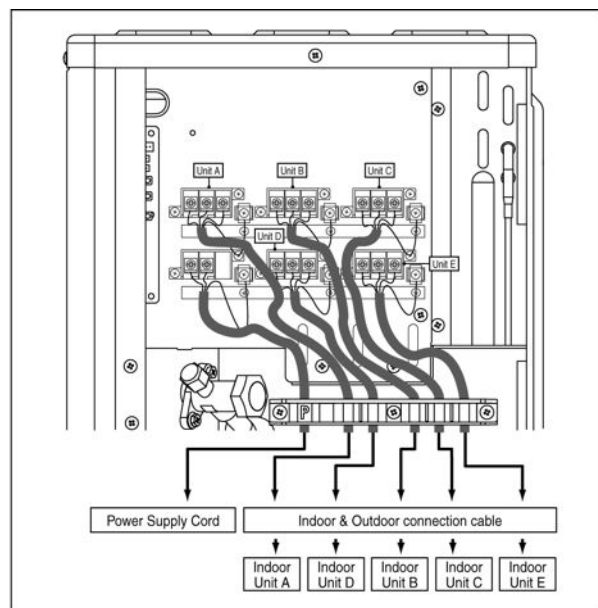 Unit A
Unit B
Unit C
Unit D
Unit E
P
Power Supply Cord
Indoor & Outdoor connection cable
Indoor
Unit A
Indoor
Unit D
Indoor
Unit B
Indoor
Unit C
Indoor
Unit E